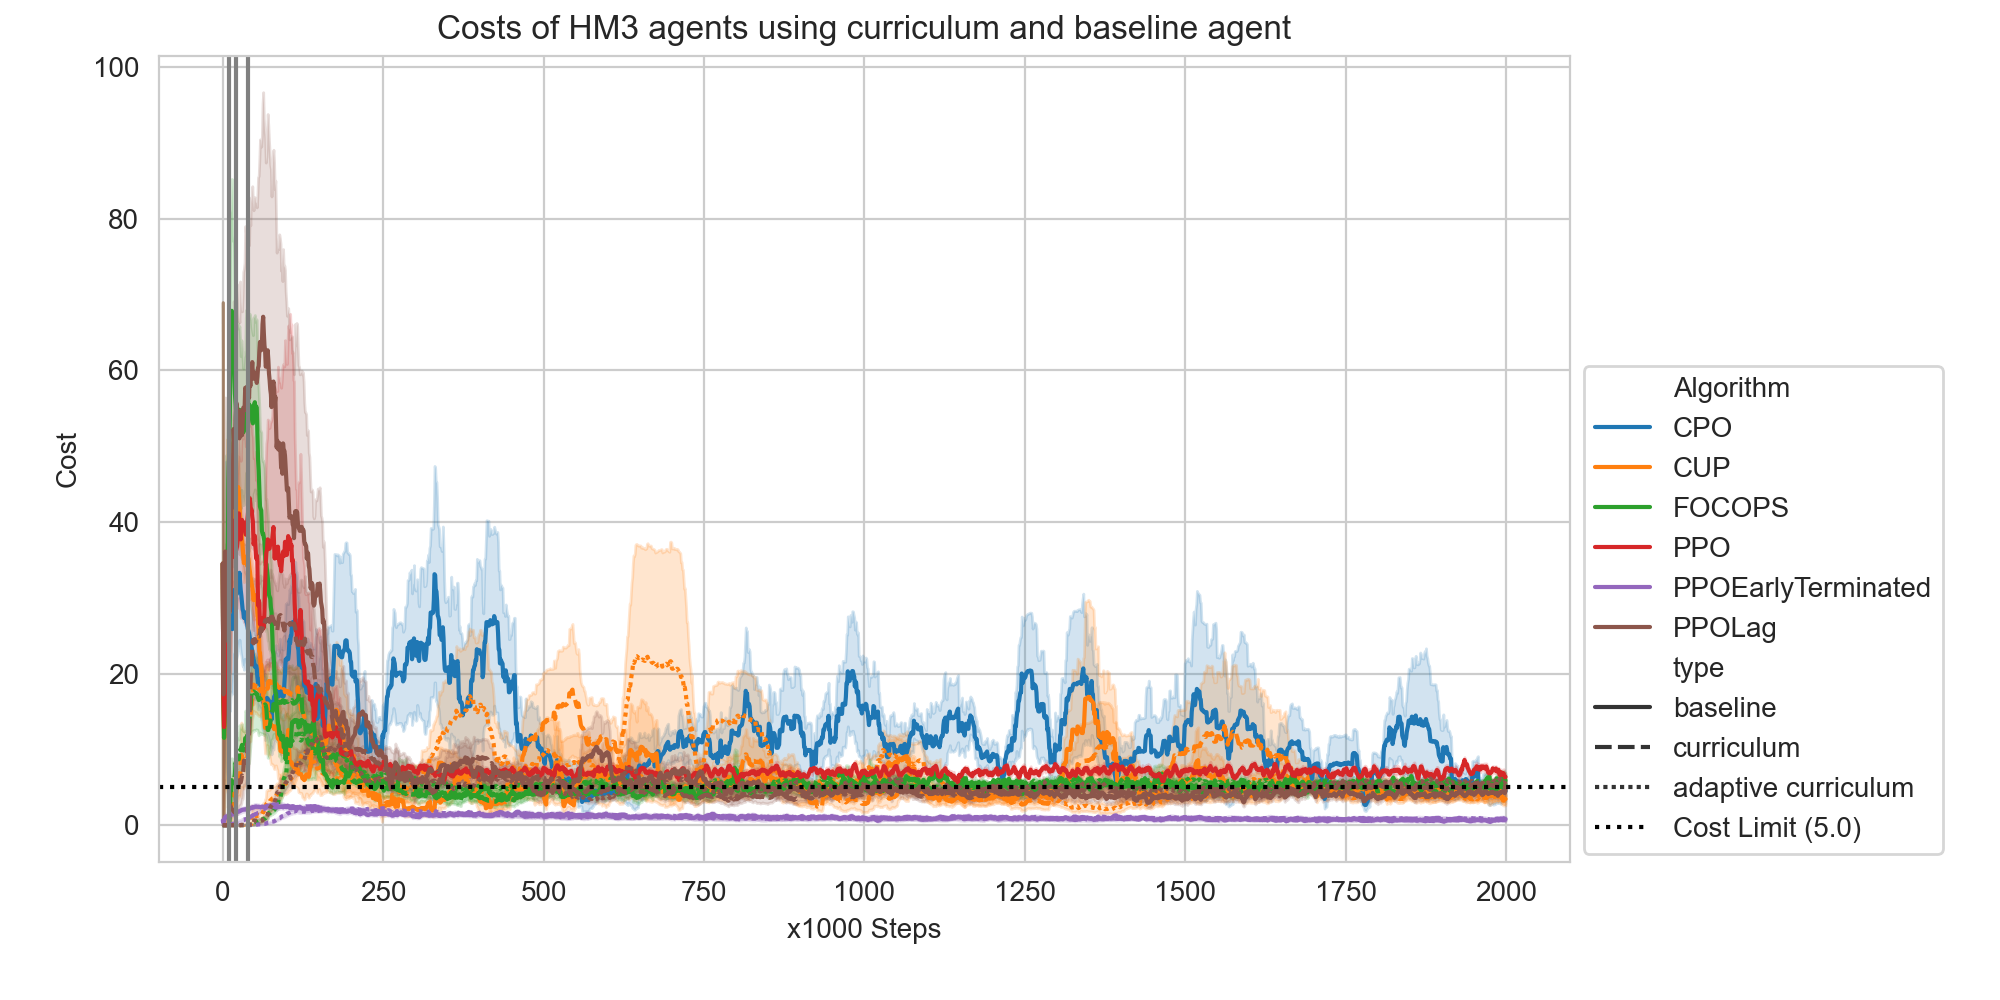 Costs of HM3 agents using curriculum and baseline agent
100
80
60
40
20
0
Cost
0 250 500 750 1000 1250 1500 1750 2000
x1000 Steps
Algorithm
CPO
CUP
FOCOPS
PPO
PPOEarlyTerminated
PPOLag
type
baseline
curriculum
adaptive curriculum
Cost Limit (5.0)